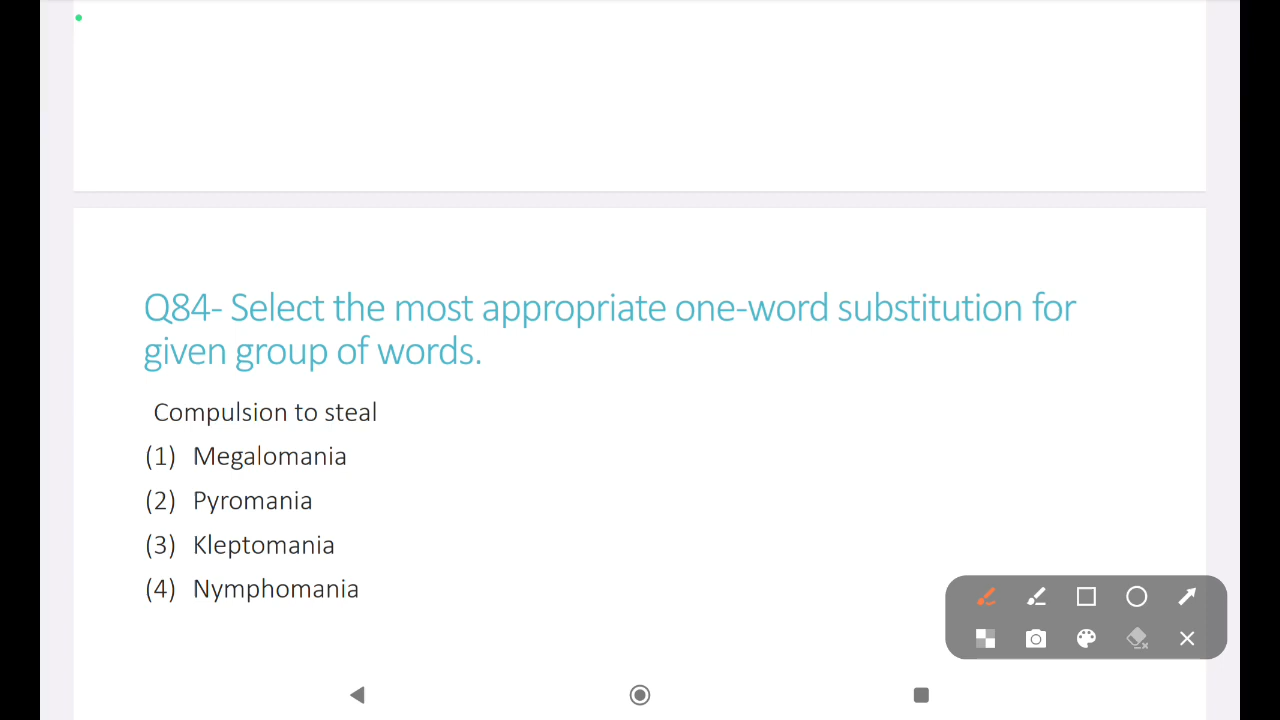 Q84- Select the most appropriate one-word substitution for
given group of words.
Compulsion to steal
(1) Megalomania
(2) Pyromania
(3) Kleptomania
(4) Nymphomania